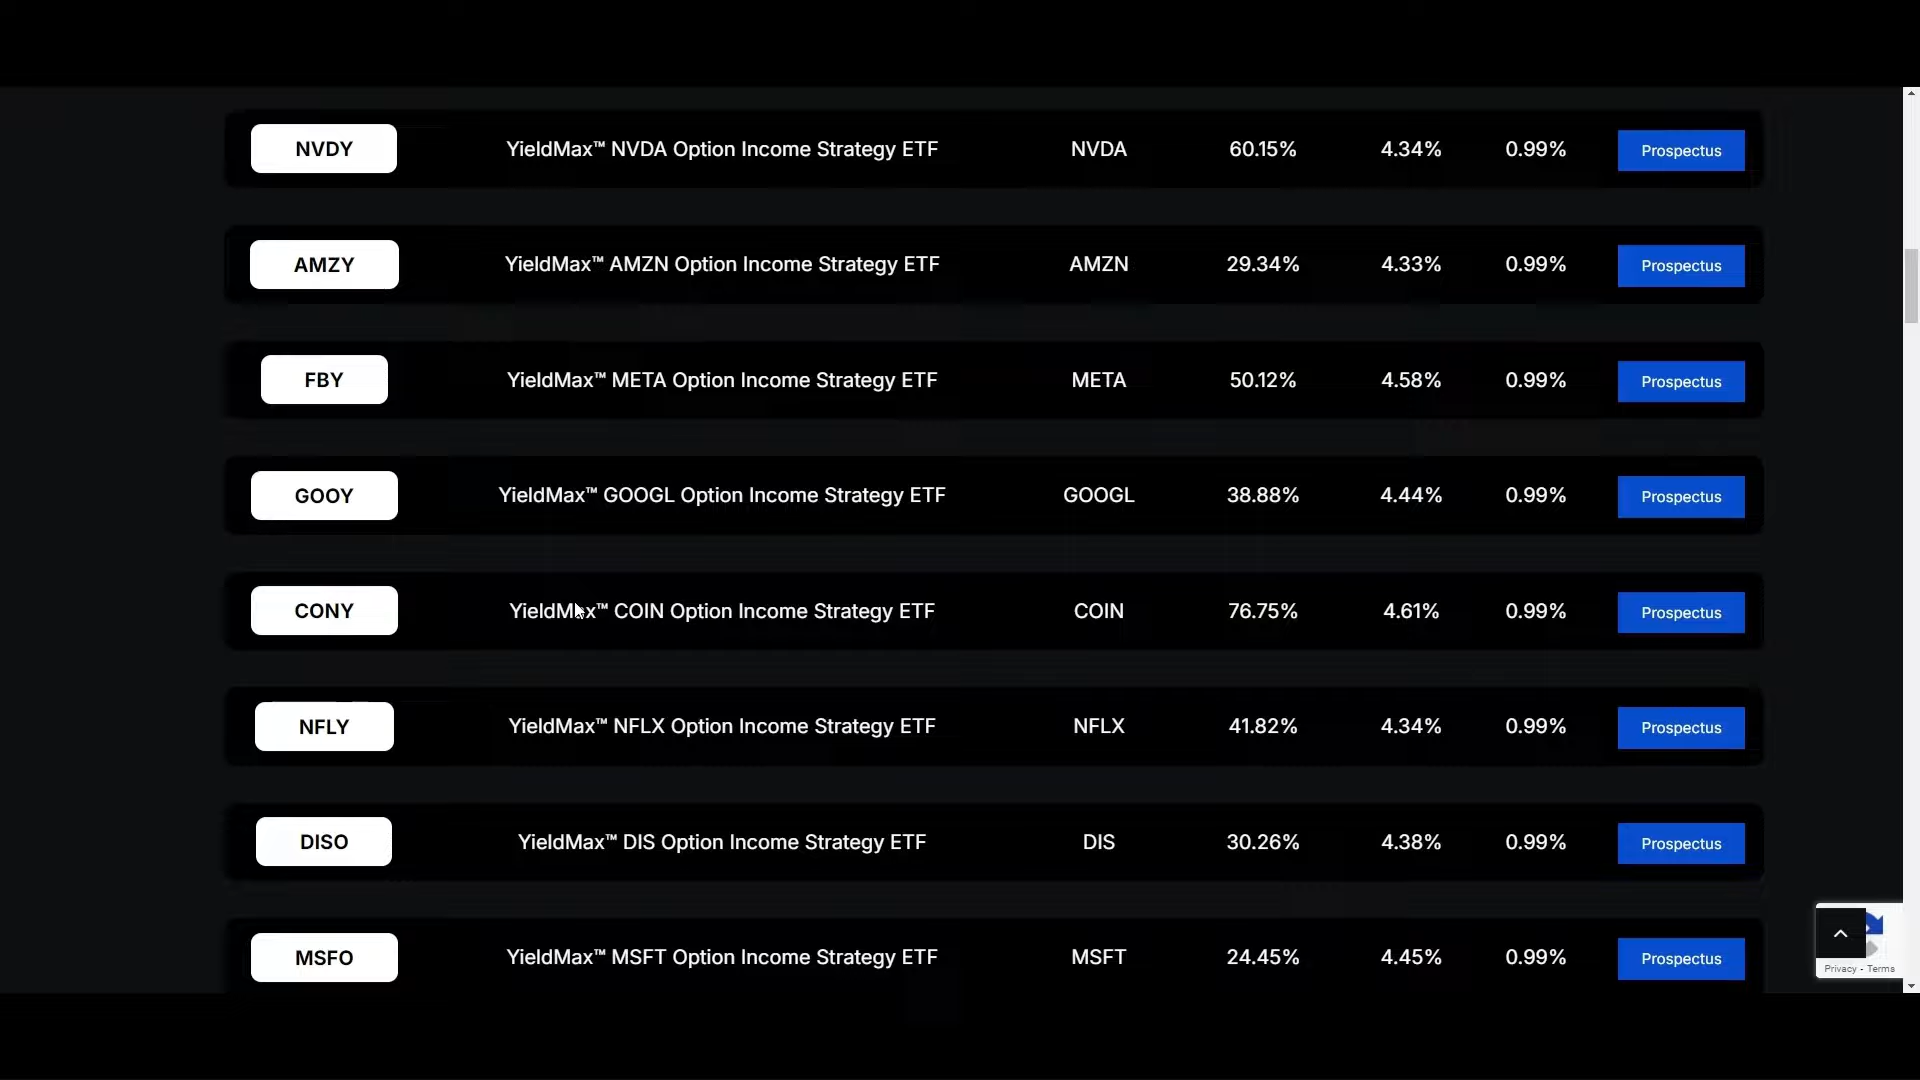 NVDY YieldMax™ NVDA Option Income Strategy ETF NVDA 60.15% 4.34% 0.99% Prospectus
AMZY YieldMax™ AMZN Option Income Strategy ETF AMZN 29.34% 4.33% 0.99% Prospectus
FBY YieldMax™ META Option Income Strategy ETF META 50.12% 4.58% 0.99% Prospectus
GOOY YieldMax™ GOOGL Option Income Strategy ETF GOOGL 38.88% 4.44% 0.99% Prospectus
CONY YieldMax™ COIN Option Income Strategy ETF COIN 76.75% 4.61% 0.99% Prospectus
NFLY YieldMax™ NFLX Option Income Strategy ETF NFLX 41.82% 4.34% 0.99% Prospectus
DISO YieldMax™ DIS Option Income Strategy ETF DIS 30.26% 4.38% 0.99% Prospectus
MSFO YieldMax™ MSFT Option Income Strategy ETF MSFT 24.45% 4.45% 0.99% Prospectus
Privacy - Terms